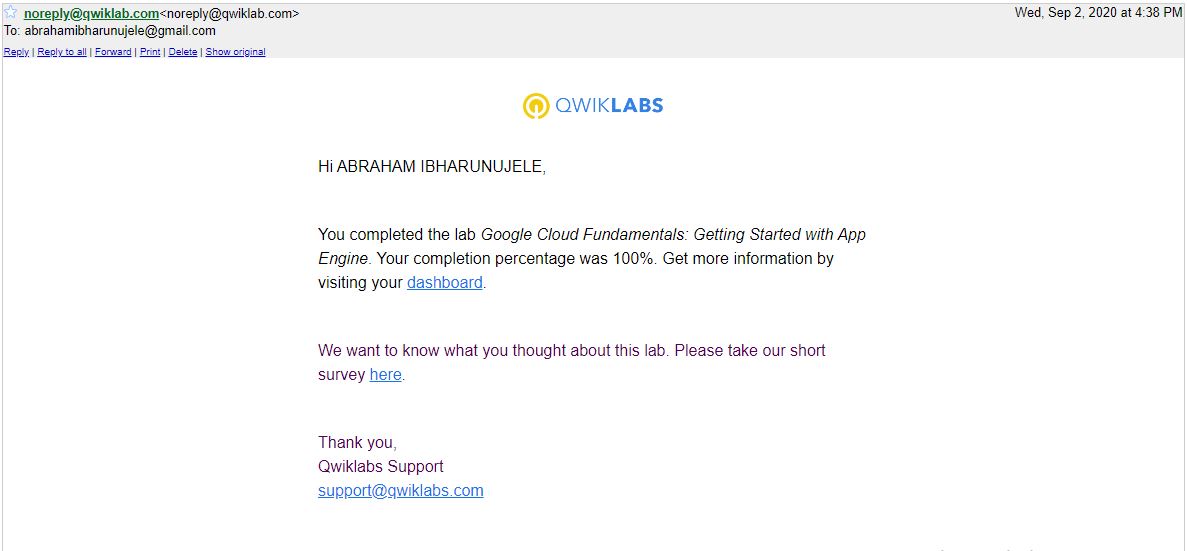 noreply@qwiklab.com<noreply@qwiklab.com>
Wed, Sep 2, 2020 at 4:38 PM
To: abrahamibharunujele@gmail.com
Reply | Reply to all | Forward | Print | Delete | Show original
QWIKLABS
Hi ABRAHAM IBHARUNUJELE,
You completed the lab Google Cloud Fundamentals: Getting Started with App
Engine. Your completion percentage was 100%. Get more information by
visiting your dashboard.
We want to know what you thought about this lab. Please take our short
survey here.
Thank you,
Qwiklabs Support
support@qwiklabs.com